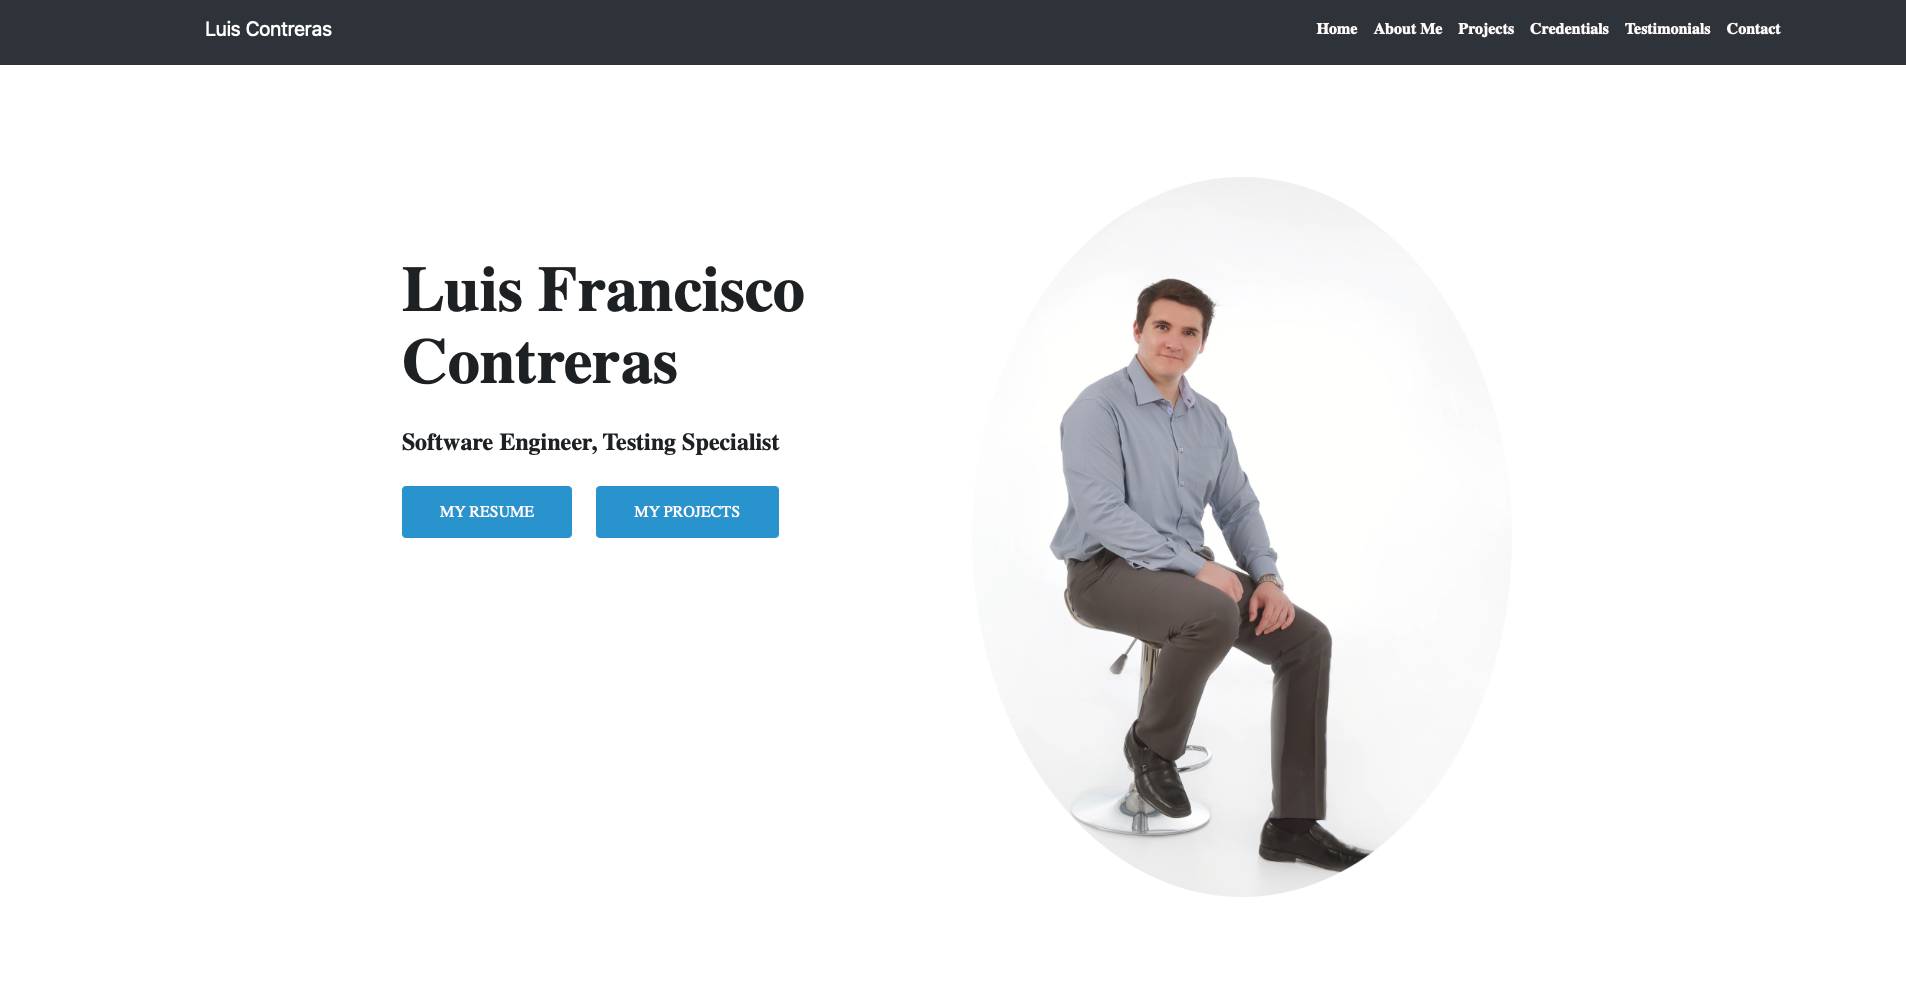 Luis Contreras
Home About Me Projects Credentials Testimonials Contact
Luis Francisco
Contreras
Software Engineer, Testing Specialist
MY RESUME
MY PROJECTS